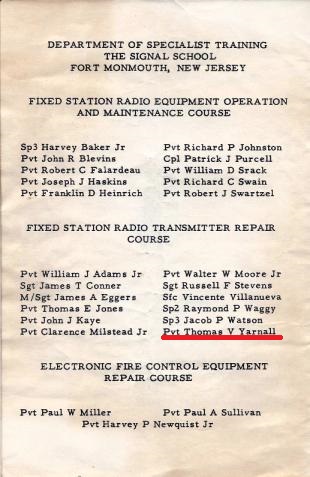 DEPARTMENT OF SPECIALIST TRAINING
THE SIGNAL SCHOOL
FORT MONMOUTH, NEW JERSEY
FIXED STATION RADIO EQUIPMENT OPERATION
AND MAINTENANCE COURSE
Sp3 Harvey Baker Jr
Pvt John R Blevins
Pvt Robert C Falardeau
Pvt Joseph J Haskins
Pvt Franklin D Heinrich
Pvt Richard P Johnston
Cpl Patrick J Purcell
Pvt William D Srack
Pvt Richard C Swain
Pvt Robert J Swartzel
FIXED STATION RADIO TRANSMITTER REPAIR
COURSE
Pvt William J Adams Jr
Sgt James T Conner
M/Sgt James A Eggers
Pvt Thomas E Jones
Pvt John J Kaye
Pvt Clarence Milstead Jr
Pvt Walter W Moore Jr
Sgt Russell F Stevens
Sfc Vincente Villanueva
Sp2 Raymond P Waggy
Sp3 Jacob P Watson
Pvt Thomas V Yarnall
ELECTRONIC FIRE CONTROL EQUIPMENT
REPAIR COURSE
Pvt Paul W Miller
Pvt Paul A Sullivan
Pvt Harvey P Newquist Jr